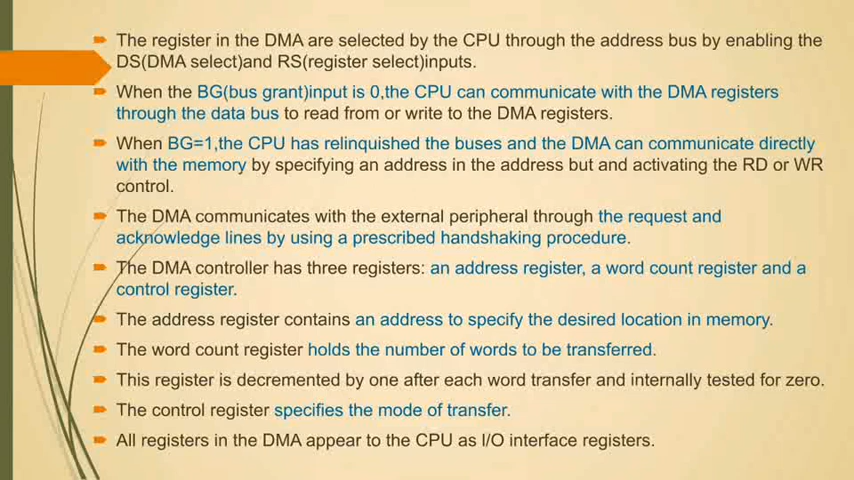 The register in the DMA are selected by the CPU through the address bus by enabling the
DS(DMA select)and RS(register select)inputs.
When the BG(bus grant)input is 0,the CPU can communicate with the DMA registers
through the data bus to read from or write to the DMA registers.
When BG=1,the CPU has relinquished the buses and the DMA can communicate directly
with the memory by specifying an address in the address but and activating the RD or WR
control.
The DMA communicates with the external peripheral through the request and
acknowledge lines by using a prescribed handshaking procedure.
The DMA controller has three registers: an address register, a word count register and a
control register.
The address register contains an address to specify the desired location in memory.
The word count register holds the number of words to be transferred.
This register is decremented by one after each word transfer and internally tested for zero.
The control register specifies the mode of transfer.
All registers in the DMA appear to the CPU as I/O interface registers.